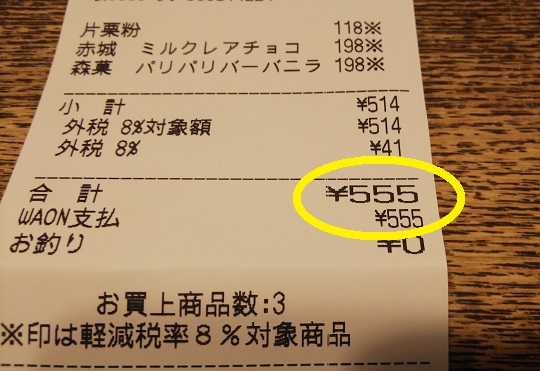 片栗粉 118※
赤城 ミルクレアチョコ 198※
森菓 パリパリバーバニラ 198※
小 計 ¥514
外税 8%対象額 ¥514
外税 8% ¥41
合 計 ¥555
WAON支払 ¥555
お釣り ¥0
お買上商品数:3
※印は軽減税率8%対象商品